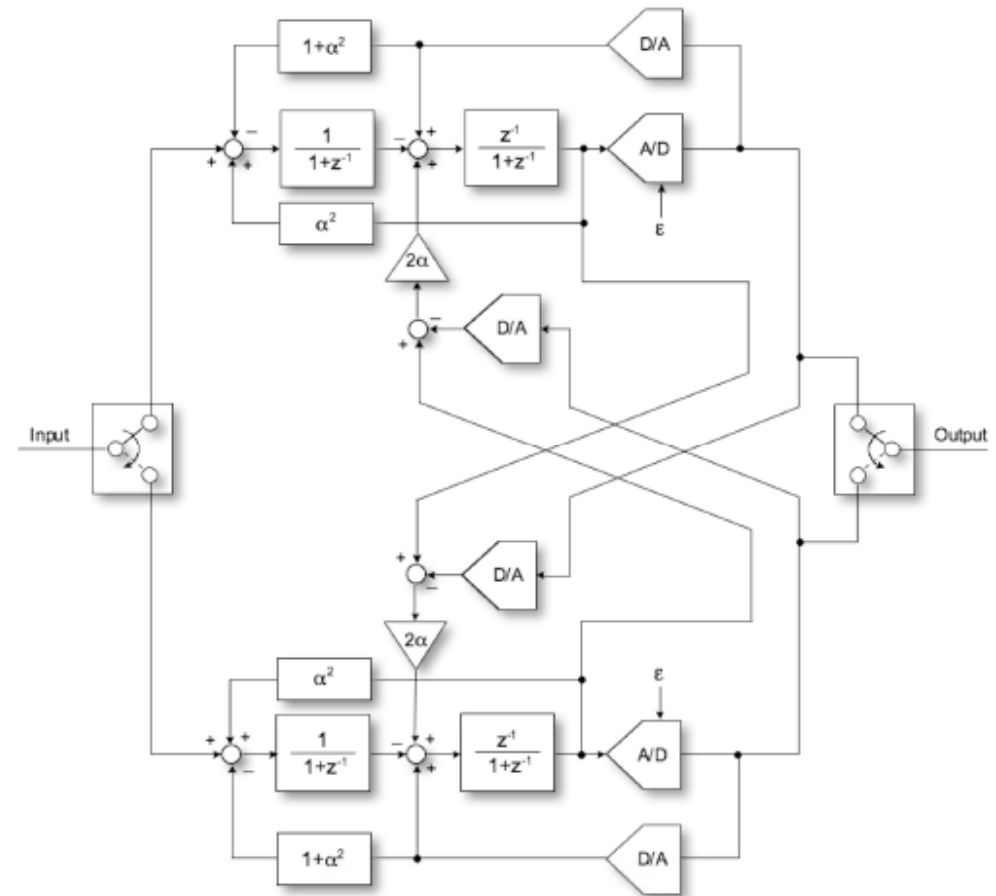 D/A
1+α²
1
1+z⁻¹
z⁻¹
1+z⁻¹
A/D
+
−
+
−
+
+
α²
ε
2α
D/A
−
+
Input
Output
+
−
D/A
2α
α²
ε
+
+
−
1
1+z⁻¹
−
+
+
z⁻¹
1+z⁻¹
A/D
1+α²
D/A